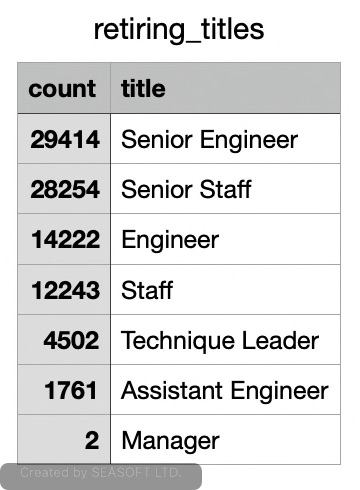 retiring_titles
count title
29414 Senior Engineer
28254 Senior Staff
14222 Engineer
12243 Staff
4502 Technique Leader
1761 Assistant Engineer
2 Manager
Created by SEASOFT LTD.